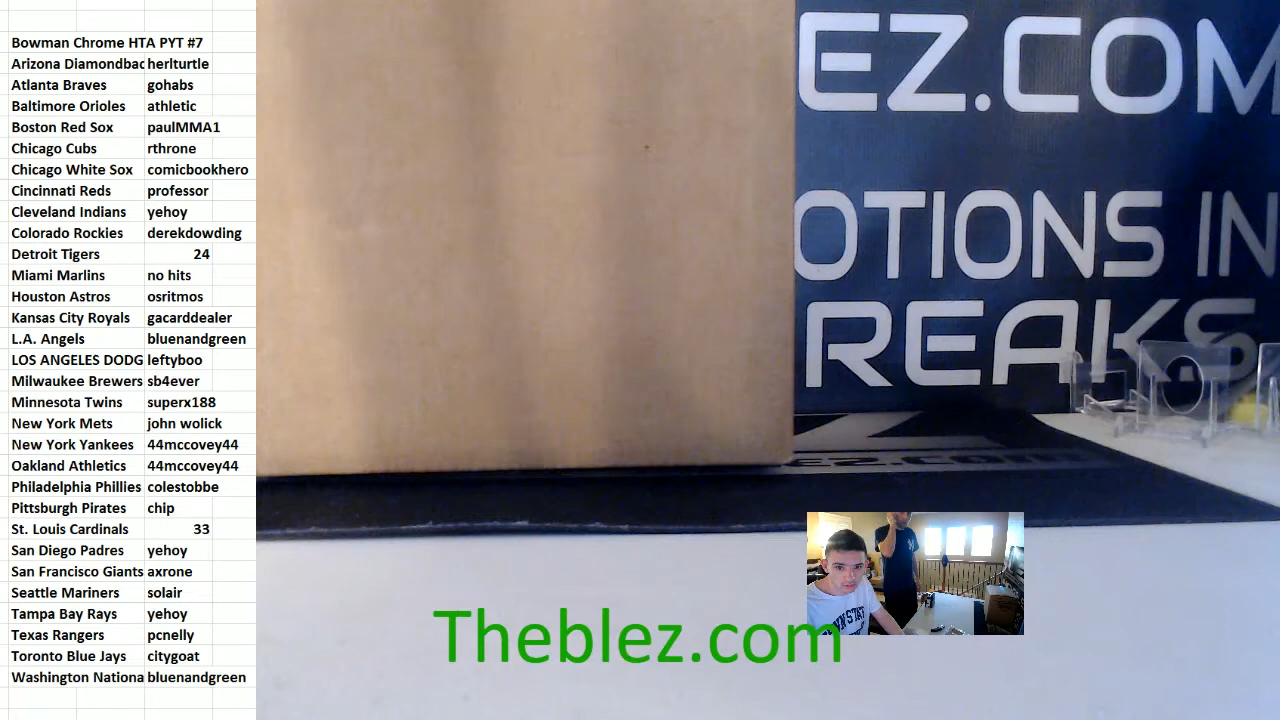 Bowman Chrome HTA PYT #7
Arizona Diamondbac herlturtle
Atlanta Braves gohabs
Baltimore Orioles athletic
Boston Red Sox paulMMA1
Chicago Cubs rthrone
Chicago White Sox comicbookhero
Cincinnati Reds professor
Cleveland Indians yehoy
Colorado Rockies derekdowding
Detroit Tigers 24
Miami Marlins no hits
Houston Astros osritmos
Kansas City Royals gacarddealer
L.A. Angels bluenandgreen
LOS ANGELES DODG leftyboo
Milwaukee Brewers sb4ever
Minnesota Twins superx188
New York Mets john wolick
New York Yankees 44mccovey44
Oakland Athletics 44mccovey44
Philadelphia Phillies colestobbe
PIttsburgh Pirates chip
St. Louis Cardinals 33
San Diego Padres yehoy
San Francisco Giants axrone
Seattle Mariners solair
Tampa Bay Rays yehoy
Texas Rangers pcnelly
Toronto Blue Jays citygoat
Washington Nationa bluenandgreen
EZ.COM
OTIONS IN
REAKS
EZ.com
Theblez.com